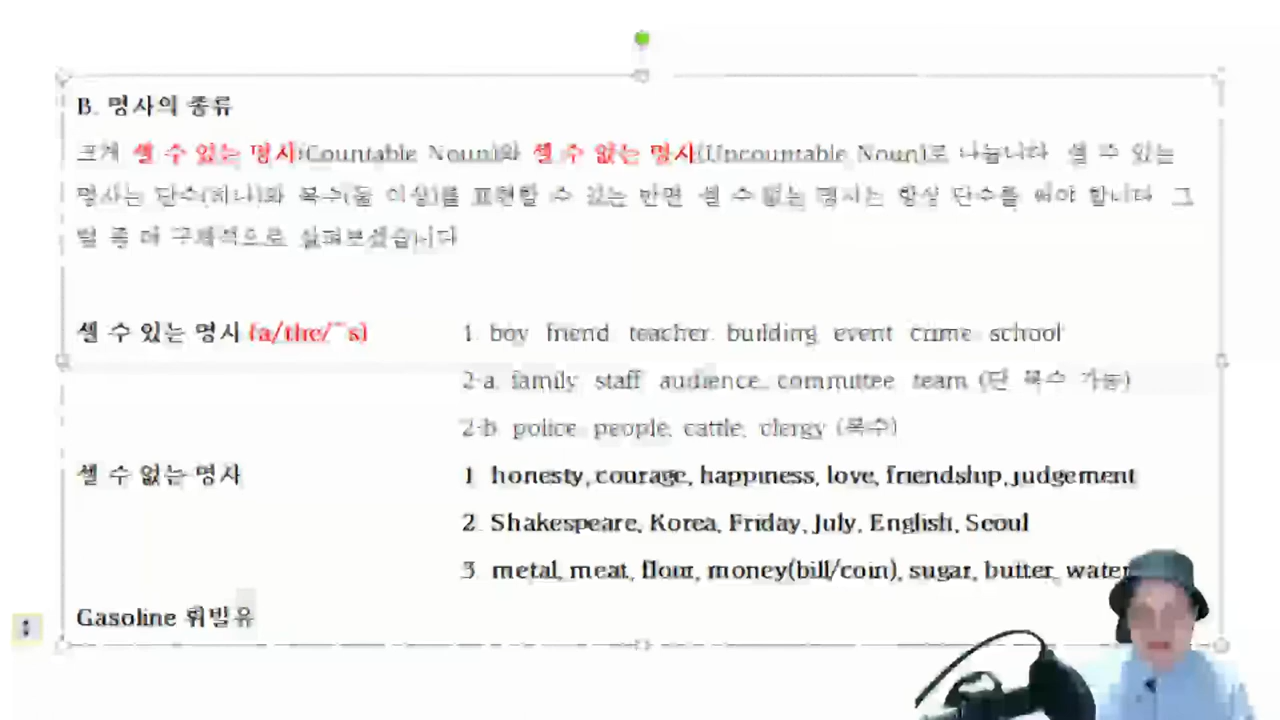 B. 명사의 종류
크게 셀 수 있는 명사(Countable Noun)와 셀 수 없는 명사(Uncountable Noun)로 나눕니다 셀 수 있는
명사는 단수(하나)와 복수(둘 이상)를 표현할 수 있는 반면 셀 수 없는 명사는 항상 단수를 써야 합니다 그
럼 좀 더 구체적으로 살펴보겠습니다
셀 수 있는 명사 (a/the/~s) 1. boy friend teacher building event crime school
2-a. family staff audience, committee team (단 복수 가능)
2-b. police, people, cattle, clergy (복수)
셀 수 없는 명사 1. honesty, courage, happiness, love, friendship, judgement
2. Shakespeare, Korea, Friday, July, English, Seoul
3. metal, meat, flour, money(bill/coin), sugar, butter, water
Gasoline 휘발유